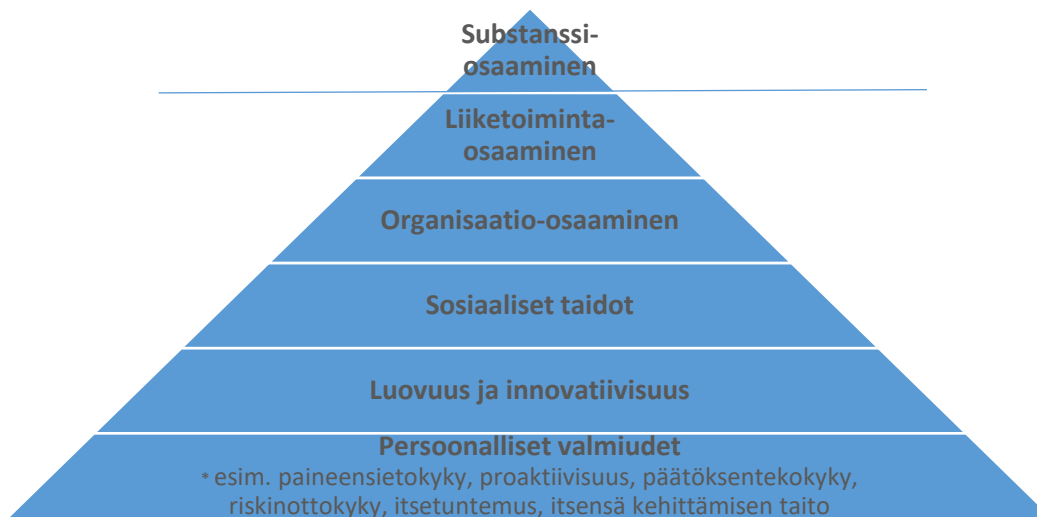 Substanssi-
osaaminen
Liiketoiminta-
osaaminen
Organisaatio-osaaminen
Sosiaaliset taidot
Luovuus ja innovatiivisuus
Persoonalliset valmiudet
* esim. paineensietokyky, proaktiivisuus, päätöksentekokyky,
riskinottokyky, itsetuntemus, itsensä kehittämisen taito